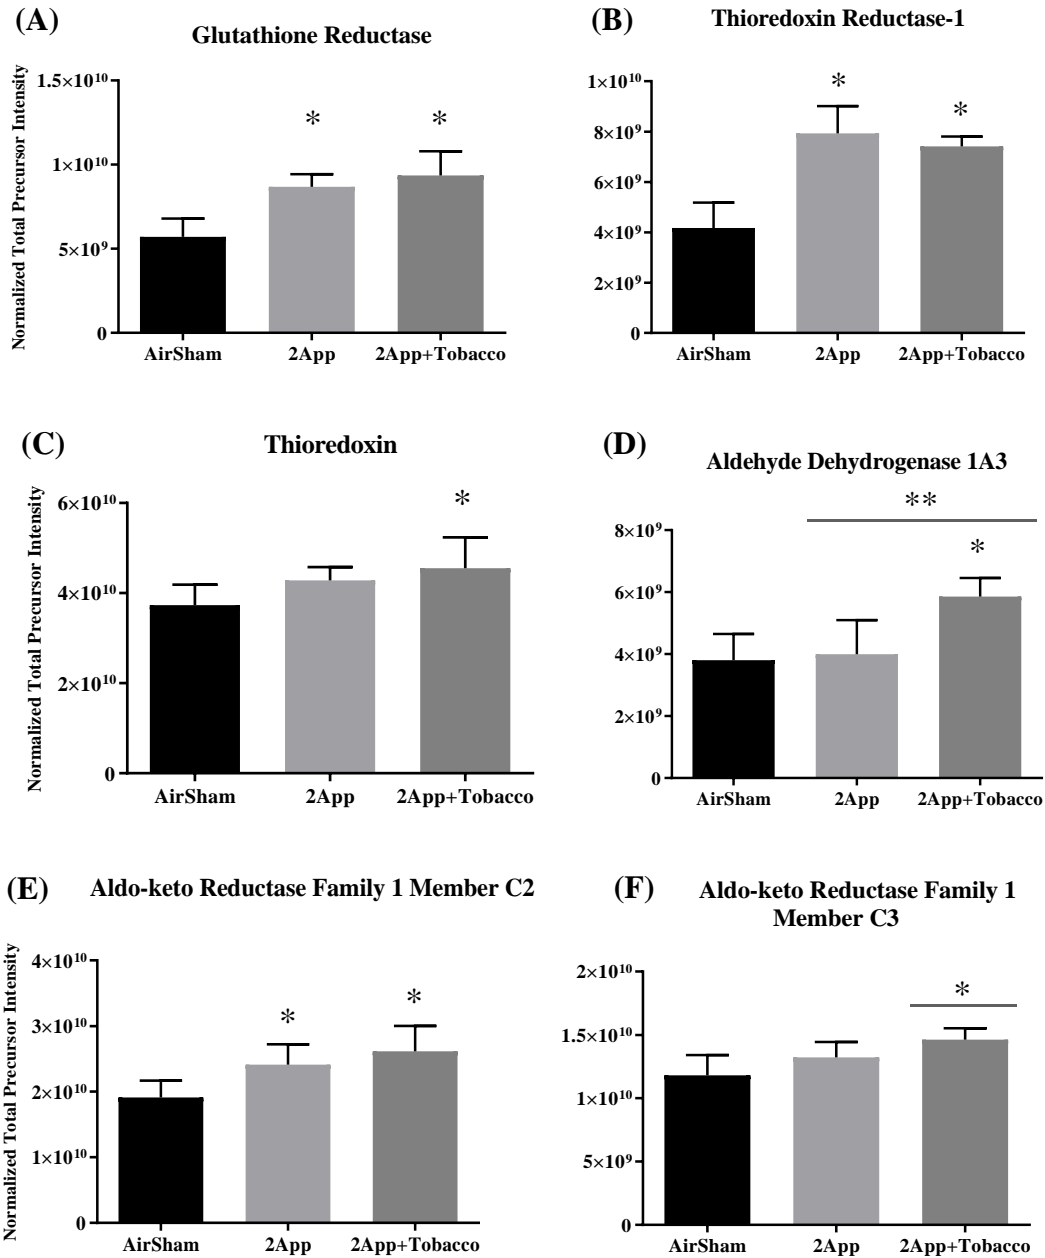 (A)
Glutathione Reductase
Normalized Total Precursor Intensity
1.5×10¹⁰
1×10¹⁰
5×10⁹
0
*
*
AirSham 2App 2App+Tobacco
(B)
Thioredoxin Reductase-1
1×10¹⁰
8×10⁹
6×10⁹
4×10⁹
2×10⁹
0
*
*
AirSham 2App 2App+Tobacco
(C)
Thioredoxin
Normalized Total Precursor Intensity
6×10¹⁰
4×10¹⁰
2×10¹⁰
0
*
AirSham 2App 2App+Tobacco
(D)
Aldehyde Dehydrogenase 1A3
8×10⁹
6×10⁹
4×10⁹
2×10⁹
0
**
*
AirSham 2App 2App+Tobacco
(E)
Aldo-keto Reductase Family 1 Member C2
Normalized Total Precursor Intensity
4×10¹⁰
3×10¹⁰
2×10¹⁰
1×10¹⁰
0
*
*
AirSham 2App 2App+Tobacco
(F)
Aldo-keto Reductase Family 1
Member C3
2×10¹⁰
1.5×10¹⁰
1×10¹⁰
5×10⁹
0
*
AirSham 2App 2App+Tobacco